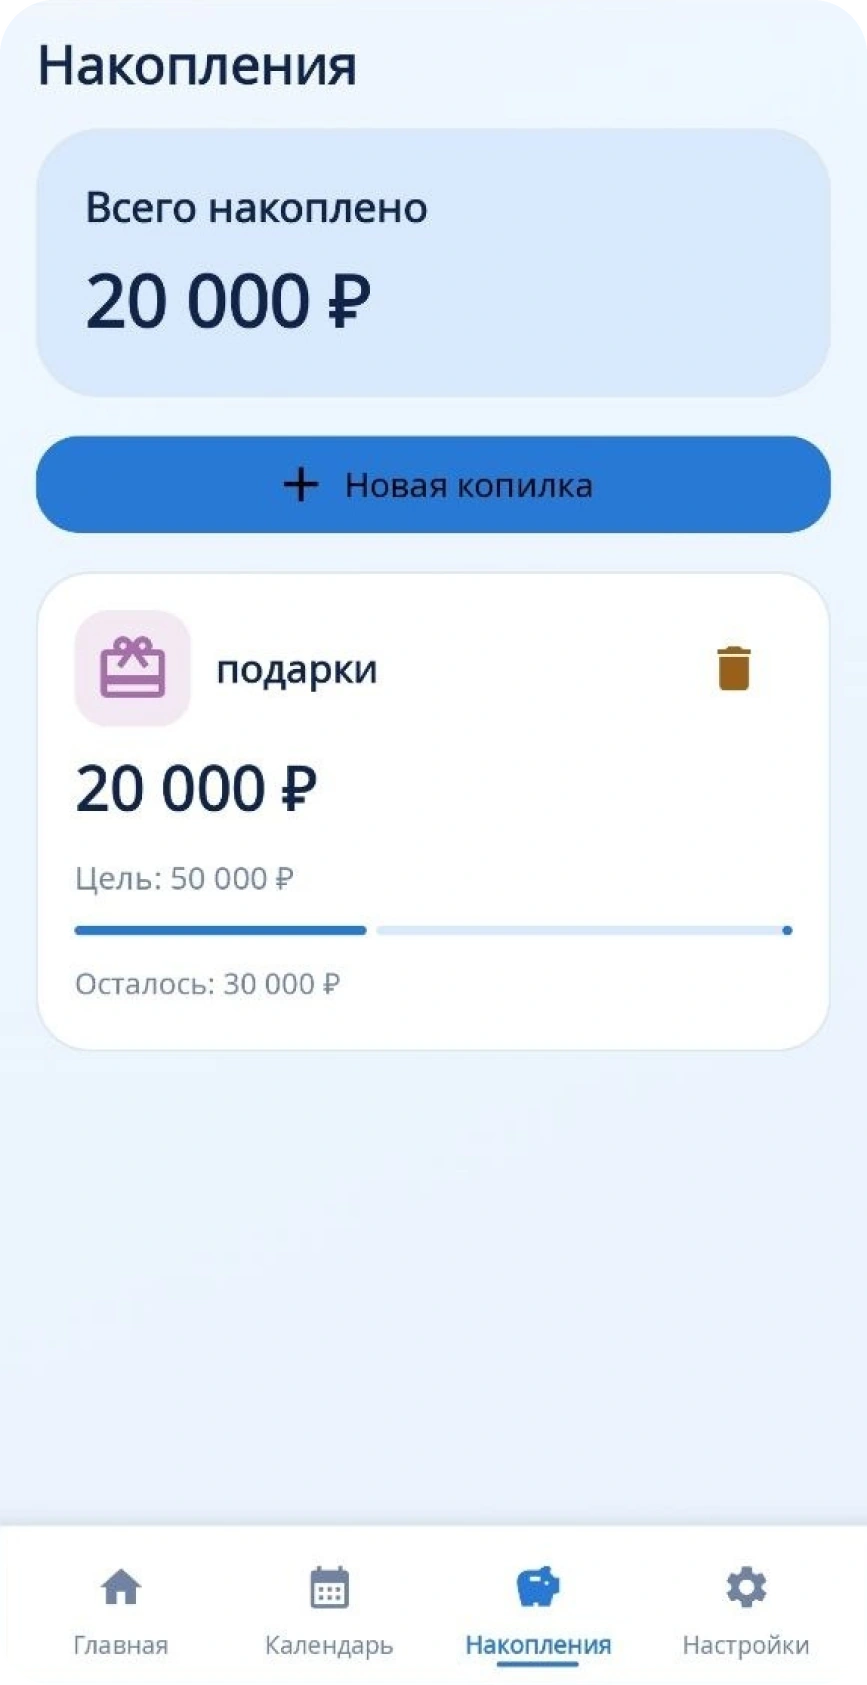 Накопления
Всего накоплено
20 000 ₽
Новая копилка
подарки
20 000 ₽
Цель: 50 000 ₽
Осталось: 30 000 ₽
Главная Календарь Накопления Настройки